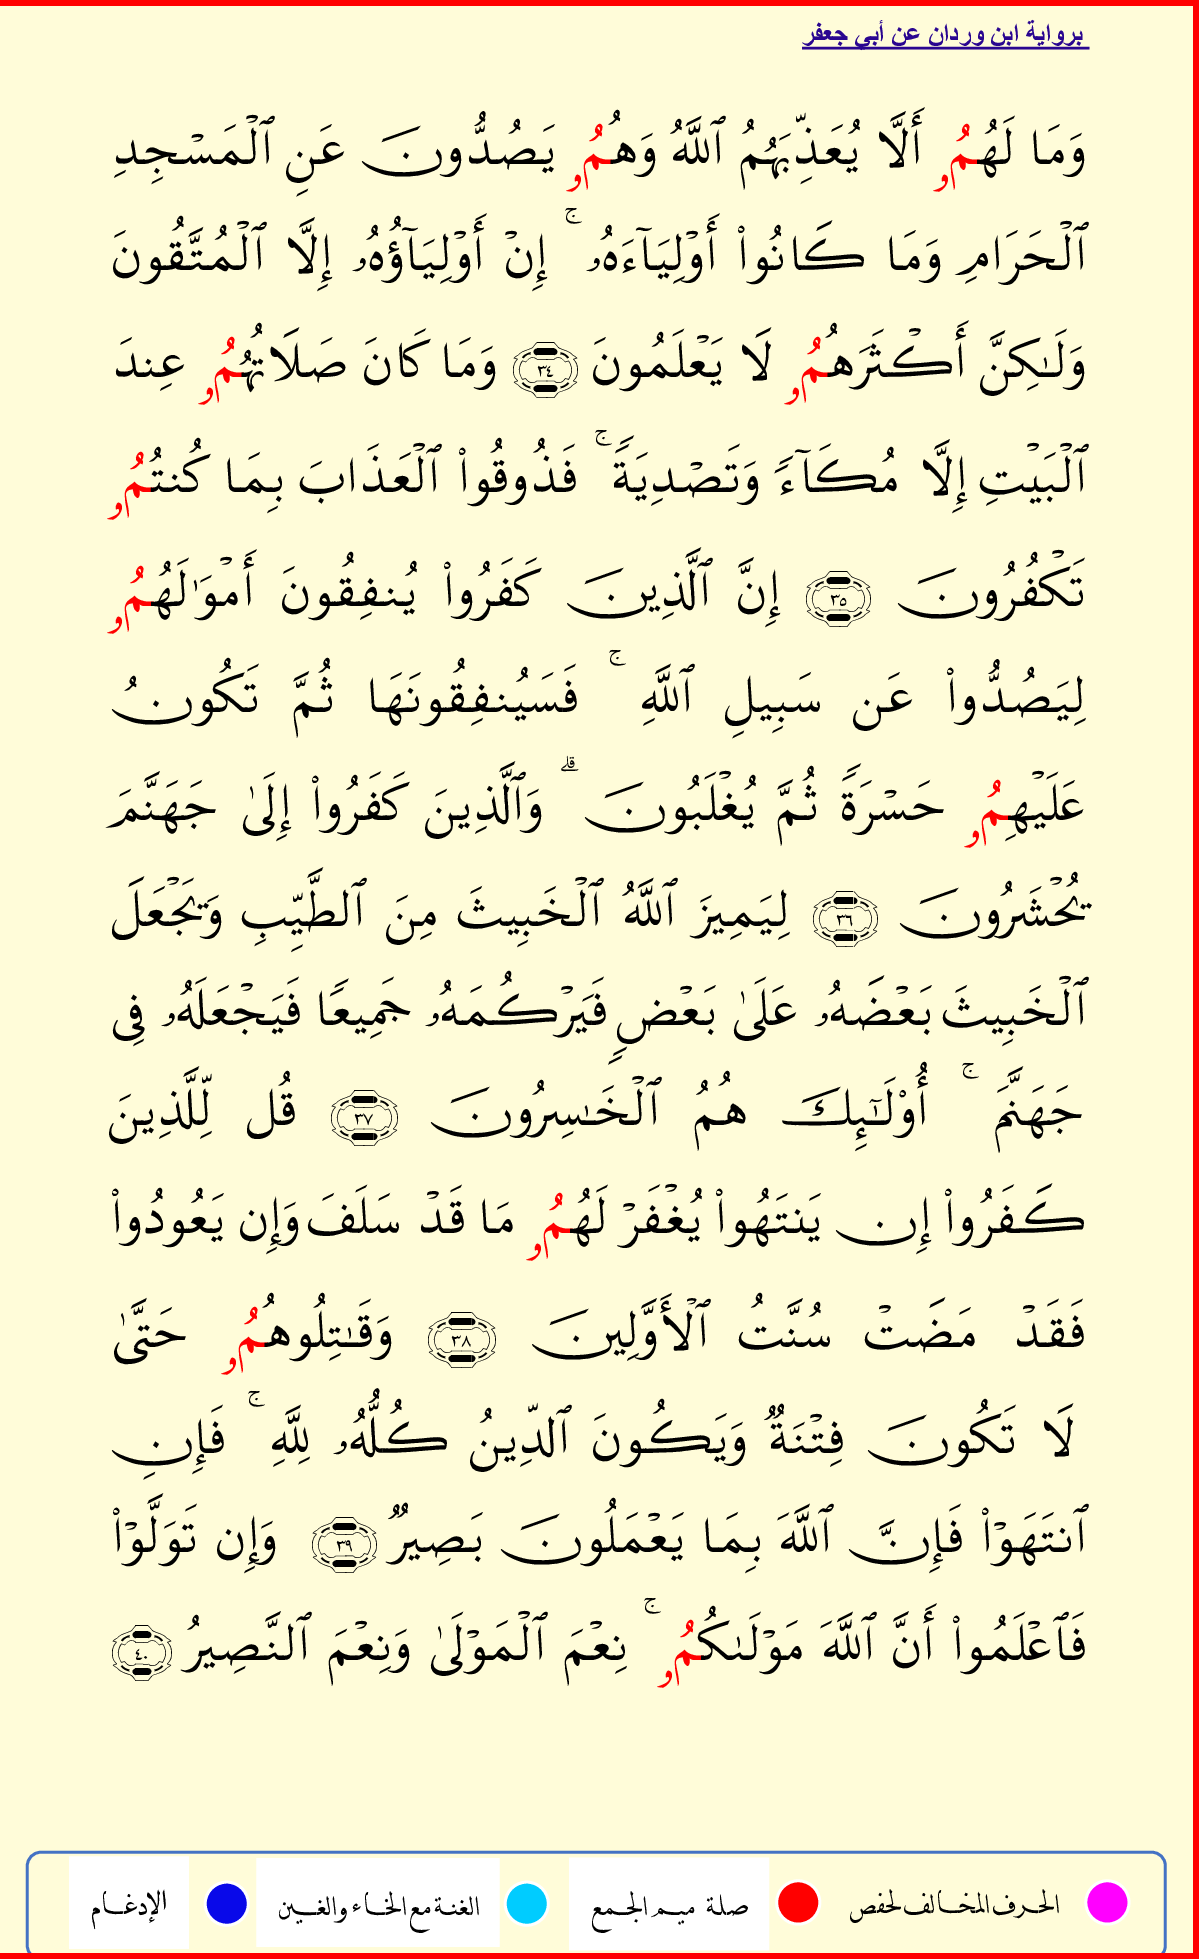 برواية ابن وردان عن أبي جعفر
وَمَا لَهُمُۥ أَلَّا يُعَذِّبَهُمُ ٱللَّهُ وَهُمُۥ يَصُدُّونَ عَنِ ٱلْمَسْجِدِ
ٱلْحَرَامِ وَمَا كَانُوا۟ أَوْلِيَآءَهُۥ ۚ إِنْ أَوْلِيَآؤُهُۥ إِلَّا ٱلْمُتَّقُونَ
وَلَـٰكِنَّ أَكْثَرَهُمُۥ لَا يَعْلَمُونَ ٣٤ وَمَا كَانَ صَلَاتُهُمُۥ عِندَ
ٱلْبَيْتِ إِلَّا مُكَآءً وَتَصْدِيَةً ۚ فَذُوقُوا۟ ٱلْعَذَابَ بِمَا كُنتُمُۥ
تَكْفُرُونَ ٣٥ إِنَّ ٱلَّذِينَ كَفَرُوا۟ يُنفِقُونَ أَمْوَٰلَهُمُۥ
لِيَصُدُّوا۟ عَن سَبِيلِ ٱللَّهِ ۚ فَسَيُنفِقُونَهَا ثُمَّ تَكُونُ
عَلَيْهِمُۥ حَسْرَةً ثُمَّ يُغْلَبُونَ ۗ وَٱلَّذِينَ كَفَرُوا۟ إِلَىٰ جَهَنَّمَ
يُحْشَرُونَ ٣٦ لِيَمِيزَ ٱللَّهُ ٱلْخَبِيثَ مِنَ ٱلطَّيِّبِ وَيَجْعَلَ
ٱلْخَبِيثَ بَعْضَهُۥ عَلَىٰ بَعْضٍ فَيَرْكُمَهُۥ جَمِيعًا فَيَجْعَلَهُۥ فِى
جَهَنَّمَ ۚ أُو۟لَـٰٓئِكَ هُمُ ٱلْخَـٰسِرُونَ ٣٧ قُل لِّلَّذِينَ
كَفَرُوا۟ إِن يَنتَهُوا۟ يُغْفَرْ لَهُمُۥ مَا قَدْ سَلَفَ وَإِن يَعُودُوا۟
فَقَدْ مَضَتْ سُنَّتُ ٱلْأَوَّلِينَ ٣٨ وَقَـٰتِلُوهُمُۥ حَتَّىٰ
لَا تَكُونَ فِتْنَةٌ وَيَكُونَ ٱلدِّينُ كُلُّهُۥ لِلَّهِ ۚ فَإِنِ
ٱنتَهَوْا۟ فَإِنَّ ٱللَّهَ بِمَا يَعْمَلُونَ بَصِيرٌ ٣٩ وَإِن تَوَلَّوْا۟
فَٱعْلَمُوا۟ أَنَّ ٱللَّهَ مَوْلَىٰكُمُۥ ۚ نِعْمَ ٱلْمَوْلَىٰ وَنِعْمَ ٱلنَّصِيرُ ٤٠
الحرف المخالف لحفص صلة ميم الجمع الغنة مع الخاء والغين الإدغام